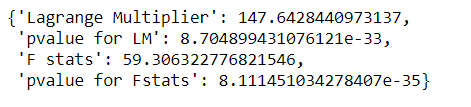 {'Lagrange Multiplier': 147.6428440973137,
'pvalue for LM': 8.704899431076121e-33,
'F stats': 59.306322776821546,
'pvalue for Fstats': 8.111451034278407e-35}